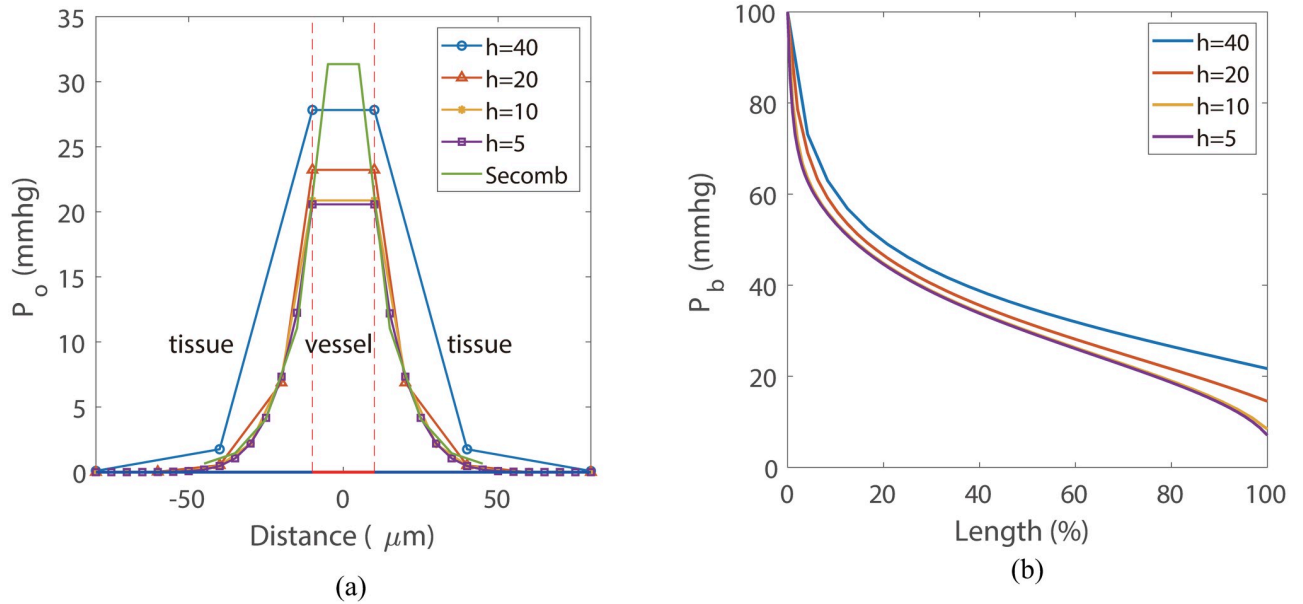 35
30
25
20
15
10
5
0
P_o (mmhg)
h=40
h=20
h=10
h=5
Secomb
tissue
vessel
tissue
-50
0
50
Distance ( μm)
(a)
100
80
60
40
20
0
P_b (mmhg)
h=40
h=20
h=10
h=5
0
20
40
60
80
100
Length (%)
(b)